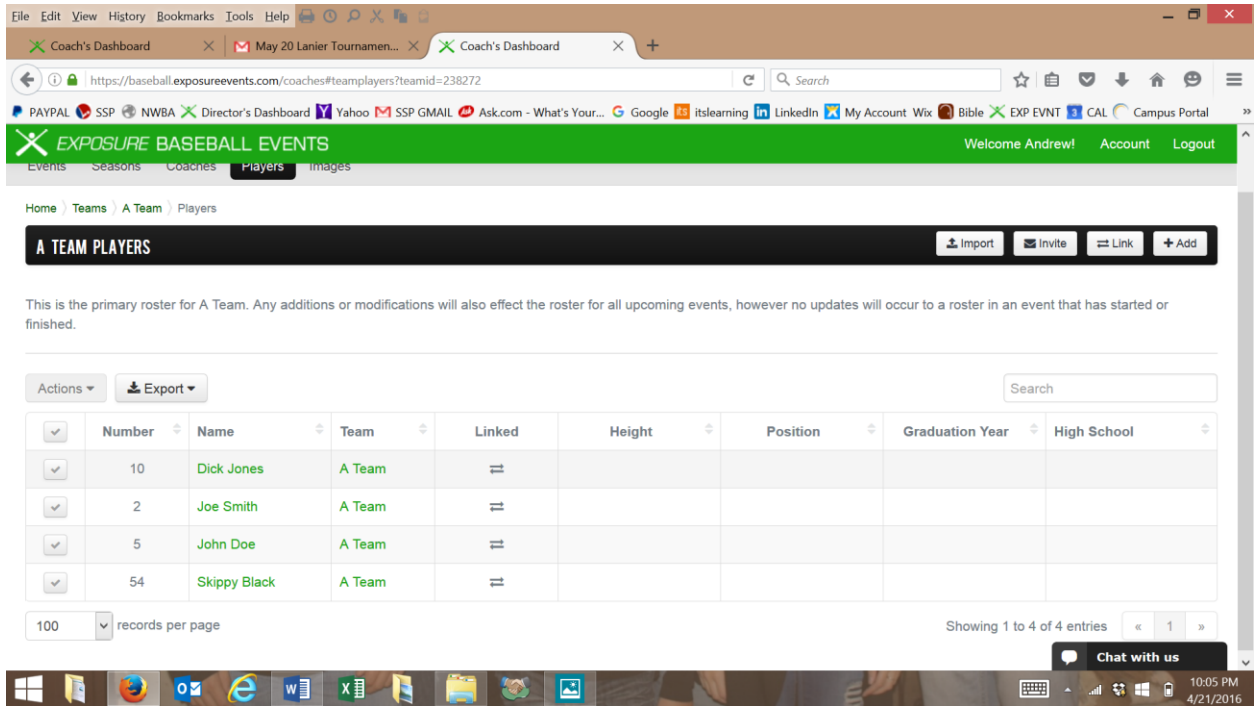 File Edit View History Bookmarks Tools Help
Coach's Dashboard May 20 Lanier Tournamen... Coach's Dashboard
https://baseball.exposureevents.com/coaches#teamplayers?teamid=238272 Search
PAYPAL SSP NWBA Director's Dashboard Yahoo SSP GMAIL Ask.com - What's Your... Google itslearning LinkedIn My Account Wix Bible EXP EVNT CAL Campus Portal »
EXPOSURE BASEBALL EVENTS Welcome Andrew! Account Logout
Events Seasons Coaches Players Images
Home Teams A Team Players
A TEAM PLAYERS Import Invite Link + Add
This is the primary roster for A Team. Any additions or modifications will also effect the roster for all upcoming events, however no updates will occur to a roster in an event that has started or
finished.
Actions Export Search
Number Name Team Linked Height Position Graduation Year High School
10 Dick Jones A Team
2 Joe Smith A Team
5 John Doe A Team
54 Skippy Black A Team
100 records per page Showing 1 to 4 of 4 entries « 1 »
Chat with us
10:05 PM
4/21/2016